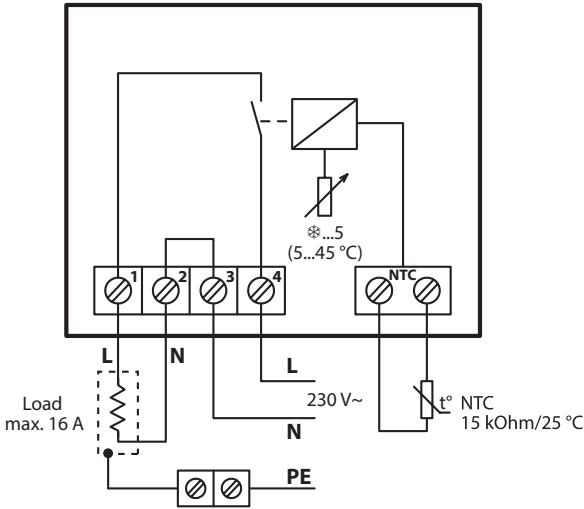 ❄...5
(5...45 °C)
1 2 3 4 NTC
L N
L
230 V~
N
Load
max. 16 A
t° NTC
15 kOhm/25 °C
PE